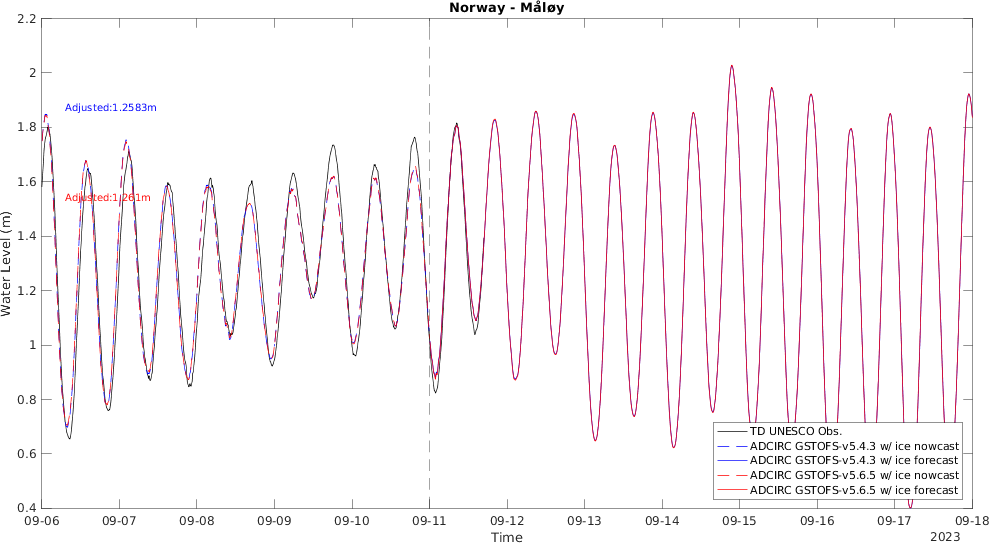 Norway - Måløy
2.2
2
1.8
1.6
1.4
1.2
1
0.8
0.6
0.4
Water Level (m)
Adjusted:1.2583m
Adjusted:1.261m
TD UNESCO Obs.
ADCIRC GSTOFS-v5.4.3 w/ ice nowcast
ADCIRC GSTOFS-v5.4.3 w/ ice forecast
ADCIRC GSTOFS-v5.6.5 w/ ice nowcast
ADCIRC GSTOFS-v5.6.5 w/ ice forecast
09-06 09-07 09-08 09-09 09-10 09-11 09-12 09-13 09-14 09-15 09-16 09-17 09-18
Time
2023